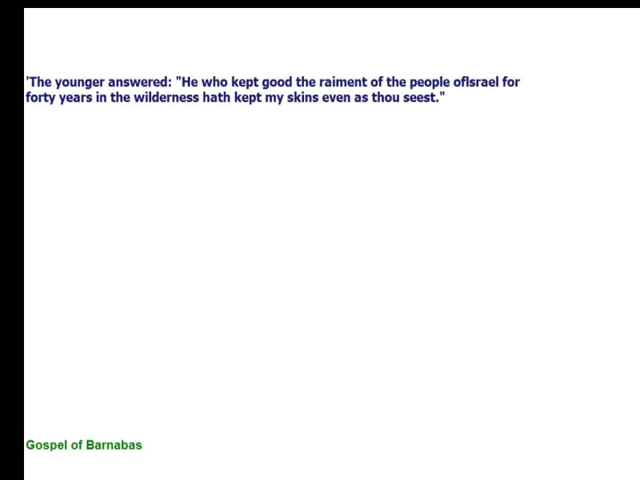 'The younger answered: "He who kept good the raiment of the people ofIsrael for
forty years in the wilderness hath kept my skins even as thou seest."
Gospel of Barnabas